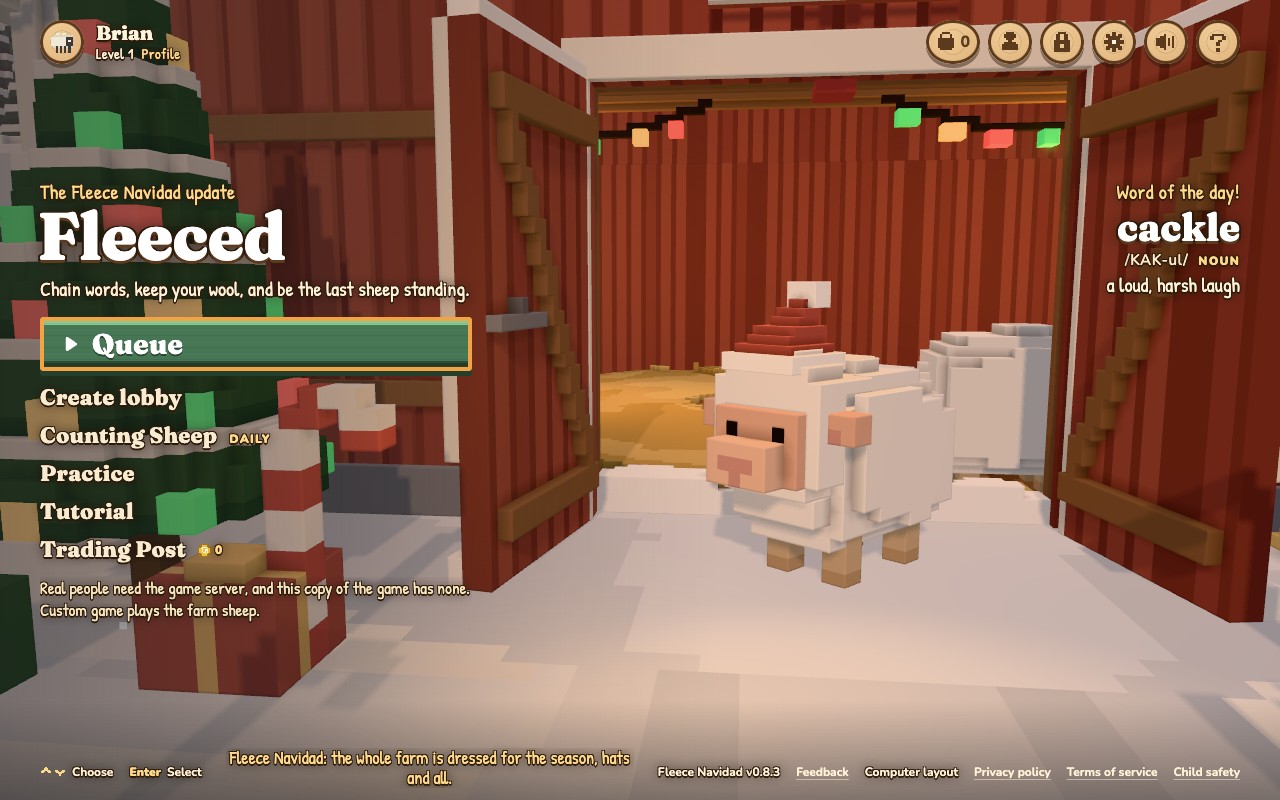 Brian
Level 1 Profile
0
The Fleece Navidad update
Fleeced
Chain words, keep your wool, and be the last sheep standing.
Queue
Create lobby
Counting Sheep DAILY
Practice
Tutorial
Trading Post 0
Real people need the game server, and this copy of the game has none.
Custom game plays the farm sheep.
Word of the day!
cackle
/KAK-ul/ NOUN
a loud, harsh laugh
Choose Enter Select
Fleece Navidad: the whole farm is dressed for the season, hats
and all.
Fleece Navidad v0.8.3 Feedback Computer layout Privacy policy Terms of service Child safety